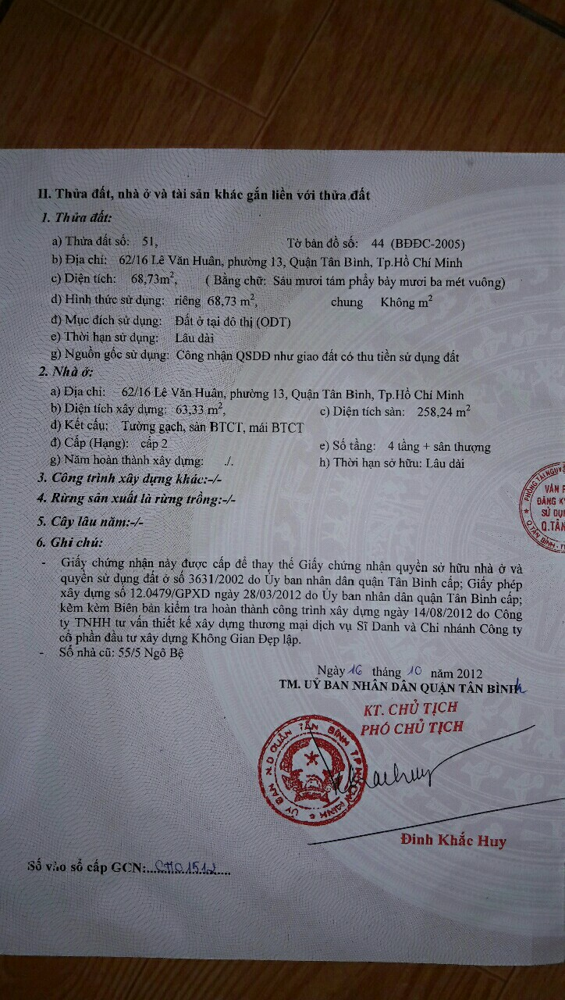 II. Thửa đất, nhà ở và tài sản khác gắn liền với thửa đất
1. Thửa đất:
a) Thửa đất số: 51, Tờ bản đồ số: 44 (BĐĐC-2005)
b) Địa chỉ: 62/16 Lê Văn Huân, phường 13, Quận Tân Bình, Tp.Hồ Chí Minh
c) Diện tích: 68,73m², ( Bằng chữ: Sáu mươi tám phẩy bảy mươi ba mét vuông)
d) Hình thức sử dụng: riêng 68,73 m², chung Không m²
đ) Mục đích sử dụng: Đất ở tại đô thị (ODT)
e) Thời hạn sử dụng: Lâu dài
g) Nguồn gốc sử dụng: Công nhận QSDĐ như giao đất có thu tiền sử dụng đất
2. Nhà ở:
a) Địa chỉ: 62/16 Lê Văn Huân, phường 13, Quận Tân Bình, Tp.Hồ Chí Minh
b) Diện tích xây dựng: 63,33 m², c) Diện tích sàn: 258,24 m²
d) Kết cấu: Tường gạch, sàn BTCT, mái BTCT
đ) Cấp (Hạng): cấp 2 e) Số tầng: 4 tầng + sân thượng
g) Năm hoàn thành xây dựng: ./. h) Thời hạn sở hữu: Lâu dài
3. Công trình xây dựng khác:-/-
4. Rừng sản xuất là rừng trồng:-/-
5. Cây lâu năm:-/-
6. Ghi chú:
- Giấy chứng nhận này được cấp để thay thế Giấy chứng nhận quyền sở hữu nhà ở và
quyền sử dụng đất ở số 3631/2002 do Ủy ban nhân dân quận Tân Bình cấp; Giấy phép
xây dựng số 12.0479/GPXD ngày 28/03/2012 do Ủy ban nhân dân quận Tân Bình cấp;
kèm kèm Biên bản kiểm tra hoàn thành công trình xây dựng ngày 14/08/2012 do Công
ty TNHH tư vấn thiết kế xây dựng thương mại dịch vụ Sĩ Danh và Chi nhánh Công ty
cổ phần đầu tư xây dựng Không Gian Đẹp lập.
- Số nhà cũ: 55/5 Ngô Bệ
Ngày 16 tháng 10 năm 2012
TM. UỶ BAN NHÂN DÂN QUẬN TÂN BÌNH
KT. CHỦ TỊCH
PHÓ CHỦ TỊCH
ỦY BAN N.D QUẬN TÂN BÌNH T.P HỒ CHÍ MINH
PHÒNG TÀI NGUYÊ
VĂN P
ĐĂNG K
SỬ DỤ
Q.TÂN
Q.TÂN BÌNH - T
Đinh Khắc Huy
Số vào sổ cấp GCN: CH01512